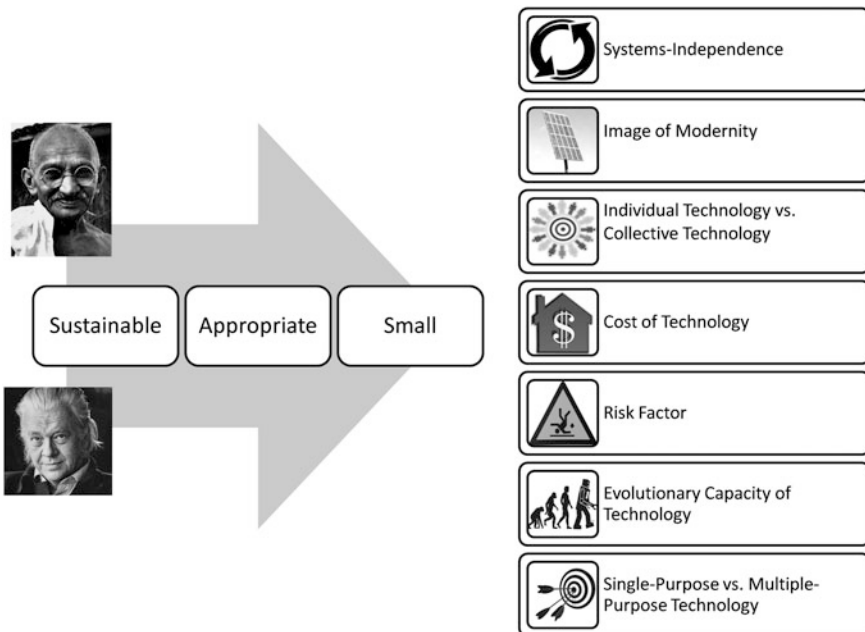 Systems-Independence
Image of Modernity
Individual Technology vs.
Collective Technology
Sustainable
Appropriate
Small
$
Cost of Technology
Risk Factor
Evolutionary Capacity of
Technology
Single-Purpose vs. Multiple-
Purpose Technology